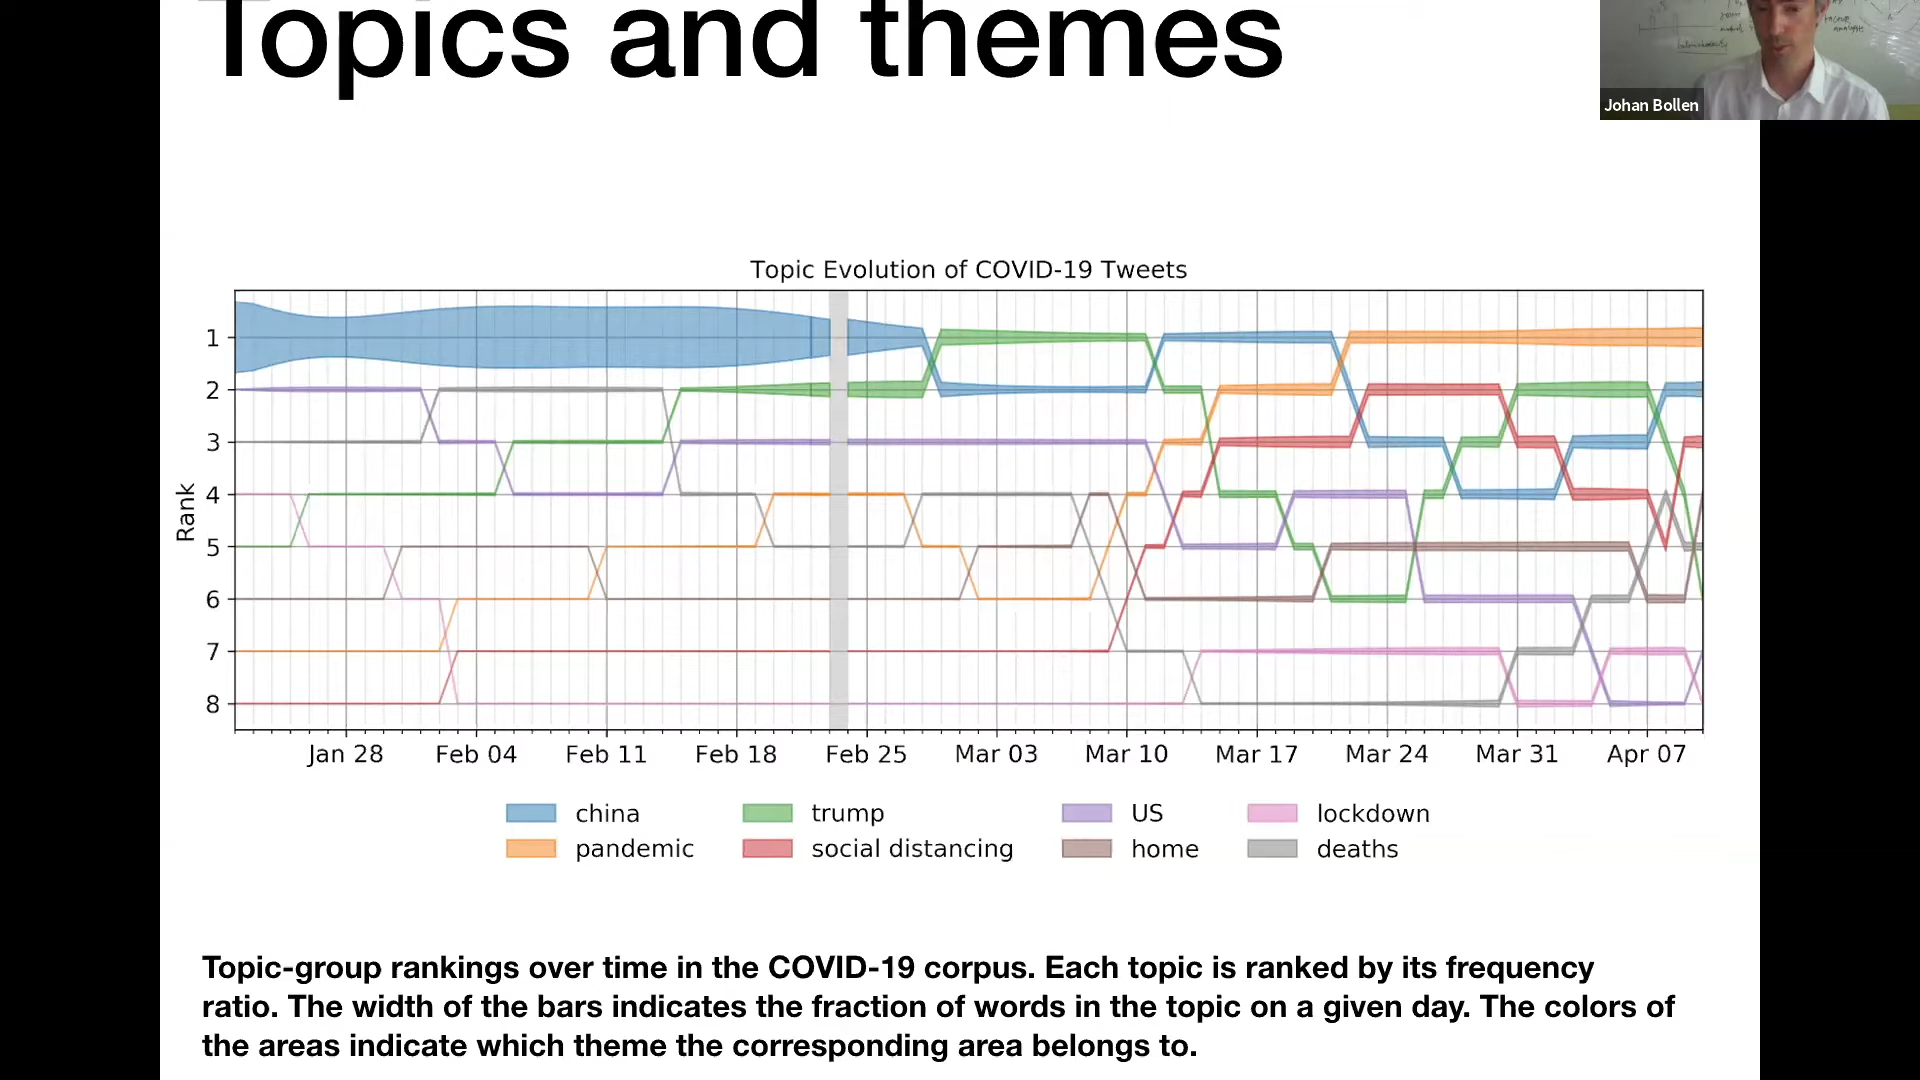 Topics and themes
Johan Bollen
Topic Evolution of COVID-19 Tweets
Rank
1
2
3
4
5
6
7
8
Jan 28 Feb 04 Feb 11 Feb 18 Feb 25 Mar 03 Mar 10 Mar 17 Mar 24 Mar 31 Apr 07
china trump US lockdown
pandemic social distancing home deaths
Topic-group rankings over time in the COVID-19 corpus. Each topic is ranked by its frequency
ratio. The width of the bars indicates the fraction of words in the topic on a given day. The colors of
the areas indicate which theme the corresponding area belongs to.